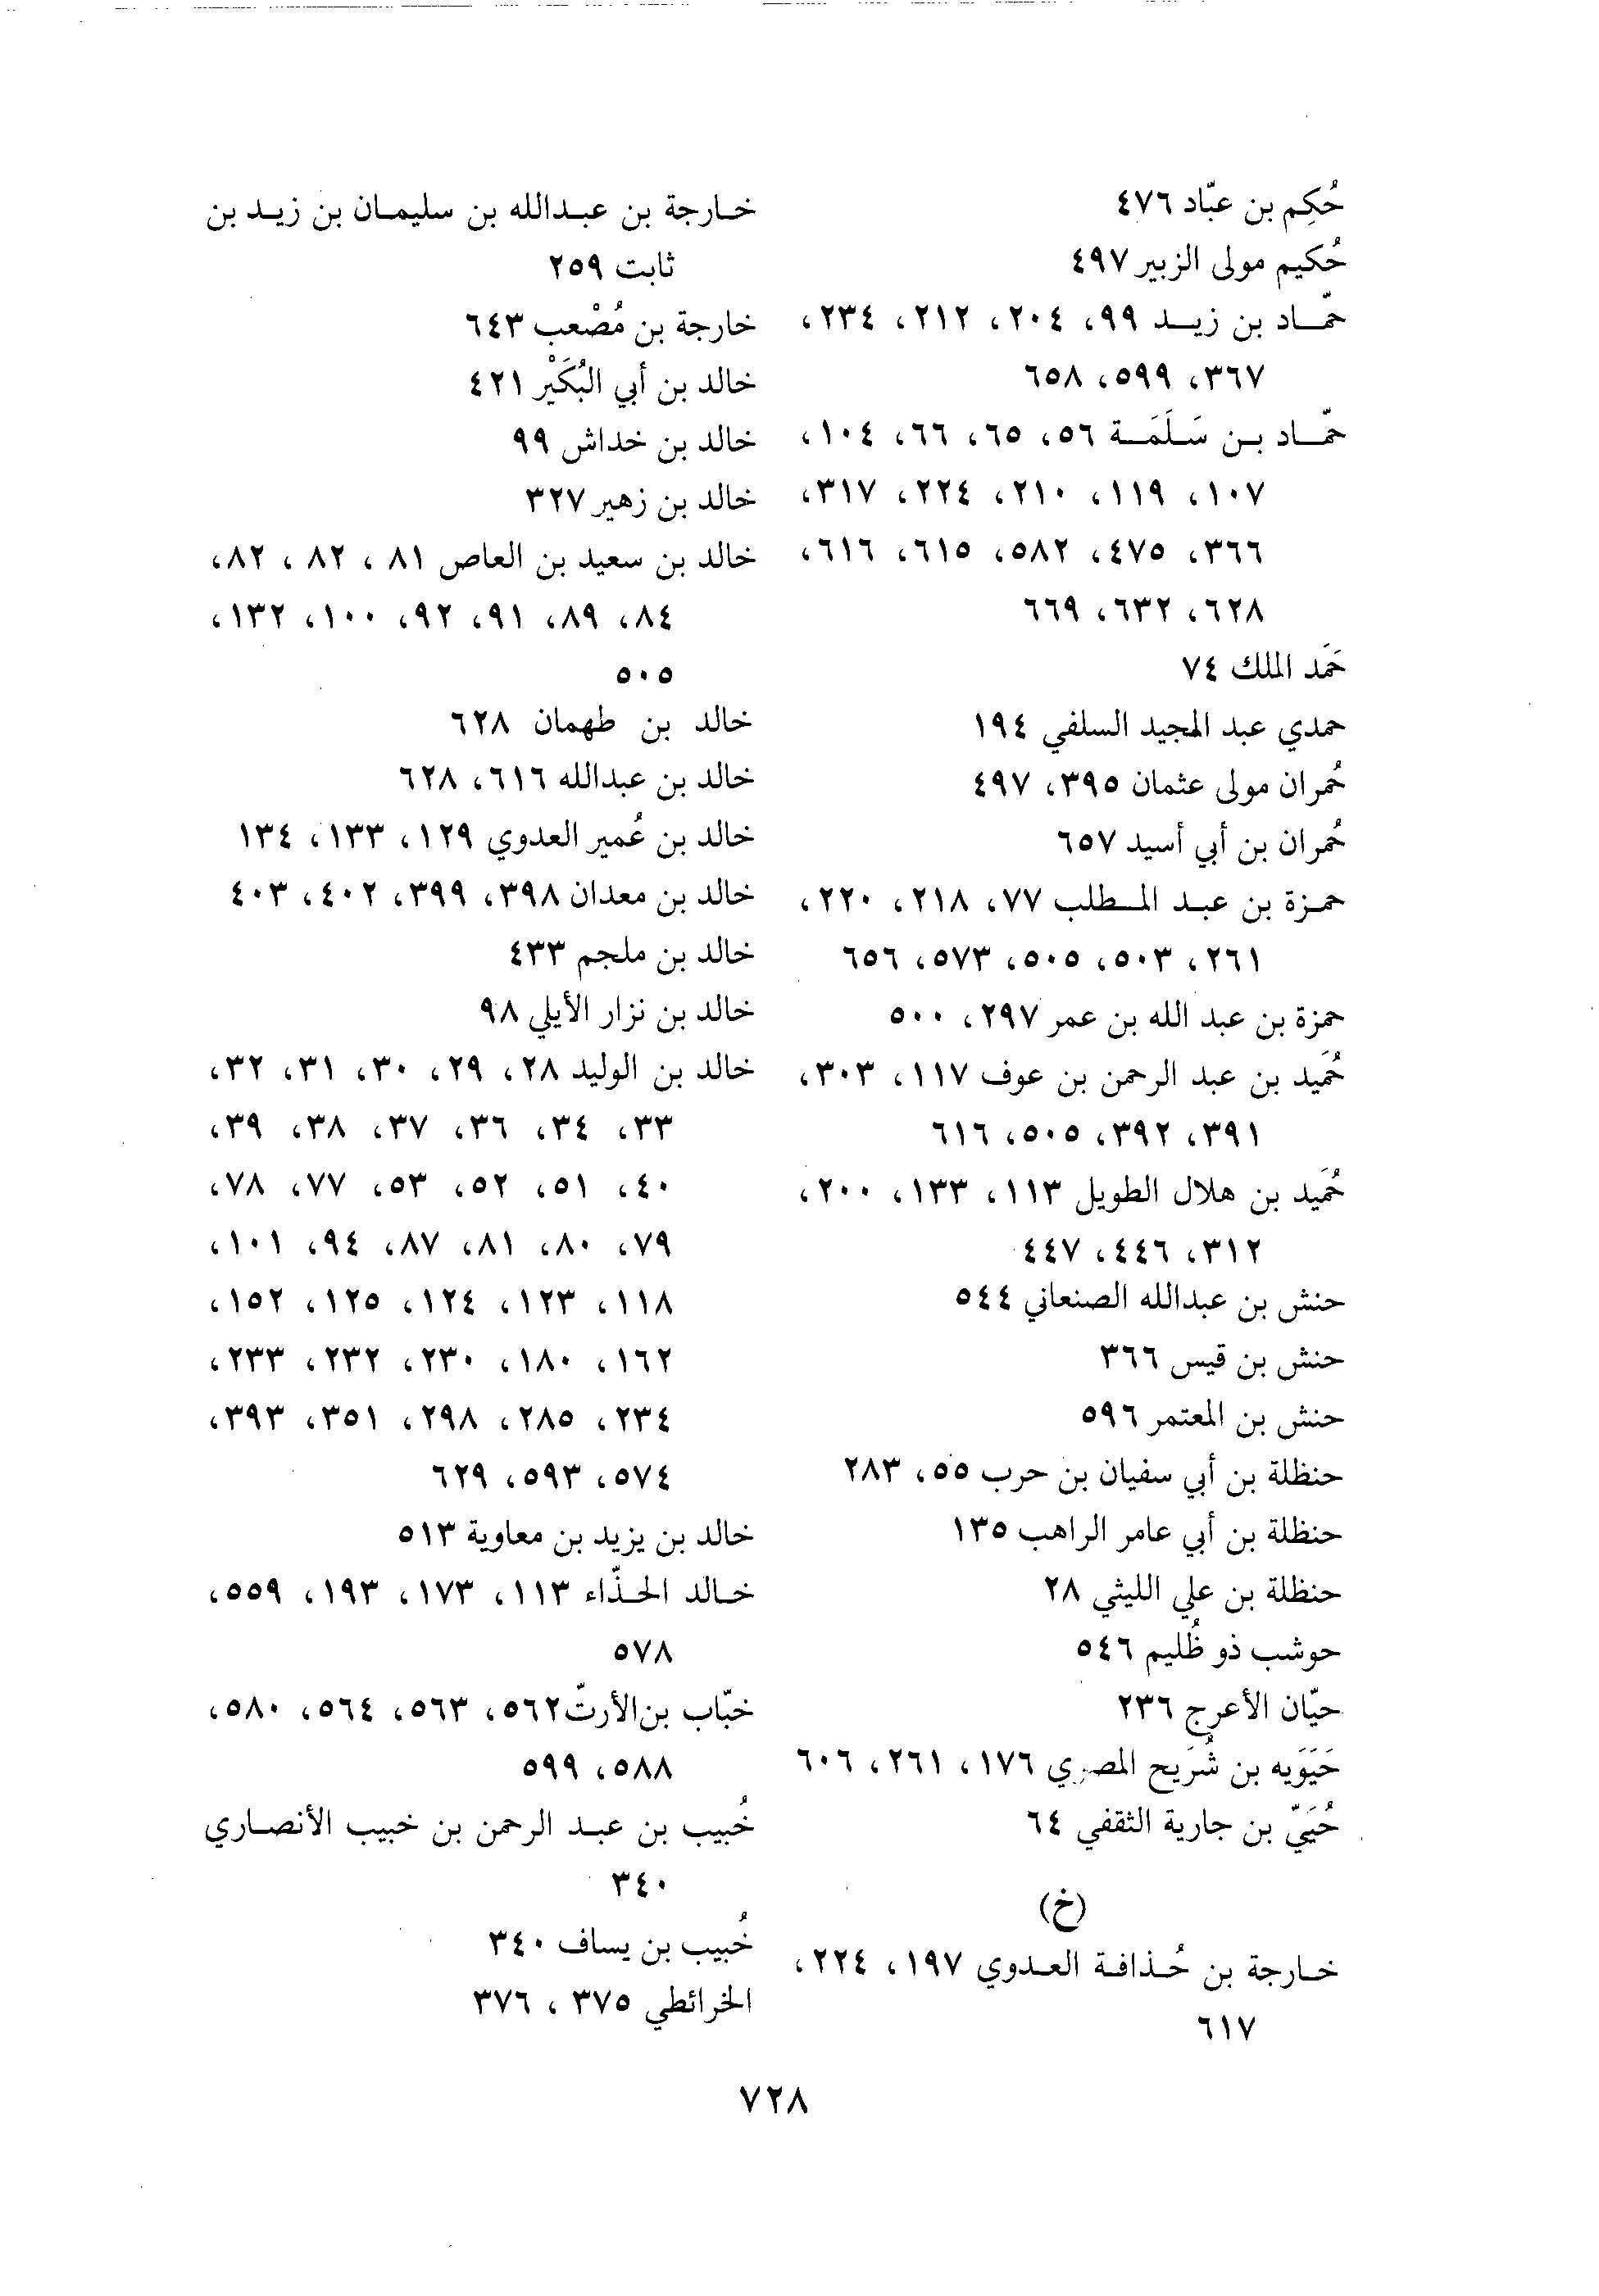 حُكِم بن عبّاد ٤٧٦
حُكيم مولى الزبير ٤٩٧
حمّاد بن زيد ٩٩، ٢٠٤، ٢١٢، ٢٣٤،
٣٦٧، ٥٩٩، ٦٥٨
حمّاد بن سَلَمَة ٥٦، ٦٥، ٦٦، ١٠٤،
١٠٧، ١١٩، ٢١٠، ٢٢٤، ٣١٧،
٣٦٦، ٤٧٥، ٥٨٢، ٦١٥، ٦١٦،
٦٢٨، ٦٣٢، ٦٦٩
حَمَد الملك ٧٤
حمدي عبد المجيد السلفي ١٩٤
حُمران مولى عثمان ٣٩٥، ٤٩٧
حُمران بن أبي أسيد ٦٥٧
حمزة بن عبد المطلب ٧٧، ٢١٨، ٢٢٠،
٢٦١، ٥٠٣، ٥٠٥، ٥٧٣، ٦٥٦
حمزة بن عبد الله بن عمر ٢٩٧، ٥٠٠
حُمَيد بن عبد الرحمن بن عوف ١١٧، ٣٠٣،
٣٩١، ٣٩٢، ٥٠٥، ٦١٦
حُمَيد بن هلال الطويل ١١٣، ١٣٣، ٢٠٠،
٣١٢، ٤٤٦، ٤٤٧
حنش بن عبدالله الصنعاني ٥٤٤
حنش بن قيس ٣٦٦
حنش بن المعتمر ٥٩٦
حنظلة بن أبي سفيان بن حرب ٥٥، ٢٨٣
حنظلة بن أبي عامر الراهب ١٣٥
حنظلة بن علي الليثي ٢٨
حوشب ذو ظُليم ٥٤٦
حيّان الأعرج ٢٣٦
حَيَوَيه بن شُرَيح المصري ١٧٦، ٢٦١، ٦٠٦
حُيَيّ بن جارية الثقفي ٦٤
(خ)
خارجة بن حُذافة العدوي ١٩٧، ٢٢٤،
٦١٧
خارجة بن عبدالله بن سليمان بن زيد بن
ثابت ٢٥٩
خارجة بن مُصْعب ٦٤٣
خالد بن أبي البُكَيْر ٤٢١
خالد بن خداش ٩٩
خالد بن زهير ٣٢٧
خالد بن سعيد بن العاص ٨١ ، ٨٢ ، ٨٢،
٨٤، ٨٩، ٩١، ٩٢، ١٠٠، ١٣٢،
٥٠٥
خالد بن طهمان ٦٢٨
خالد بن عبدالله ٦١٦، ٦٢٨
خالد بن عُمير العدوي ١٢٩، ١٣٣، ١٣٤
خالد بن معدان ٣٩٨، ٣٩٩، ٤٠٢، ٤٠٣
خالد بن ملجم ٤٣٣
خالد بن نزار الأيلي ٩٨
خالد بن الوليد ٢٨، ٢٩، ٣٠، ٣١، ٣٢،
٣٣، ٣٤، ٣٦، ٣٧، ٣٨، ٣٩،
٤٠، ٥١، ٥٢، ٥٣، ٧٧، ٧٨،
٧٩، ٨٠، ٨١، ٨٧، ٩٤، ١٠١،
١١٨، ١٢٣، ١٢٤، ١٢٥، ١٥٢،
١٦٢، ١٨٠، ٢٣٠، ٢٣٢، ٢٣٣،
٢٣٤، ٢٨٥، ٢٩٨، ٣٥١، ٣٩٣،
٥٧٤، ٥٩٣، ٦٢٩
خالد بن يزيد بن معاوية ٥١٣
خالد الحذّاء ١١٣، ١٧٣، ١٩٣، ٥٥٩،
٥٧٨
خبّاب بن الأرتّ ٥٦٢، ٥٦٣، ٥٦٤، ٥٨٠،
٥٨٨، ٥٩٩
خُبيب بن عبد الرحمن بن خبيب الأنصاري
٣٤٠
خُبيب بن يساف ٣٤٠
الخرائطي ٣٧٥ ، ٣٧٦
٧٢٨